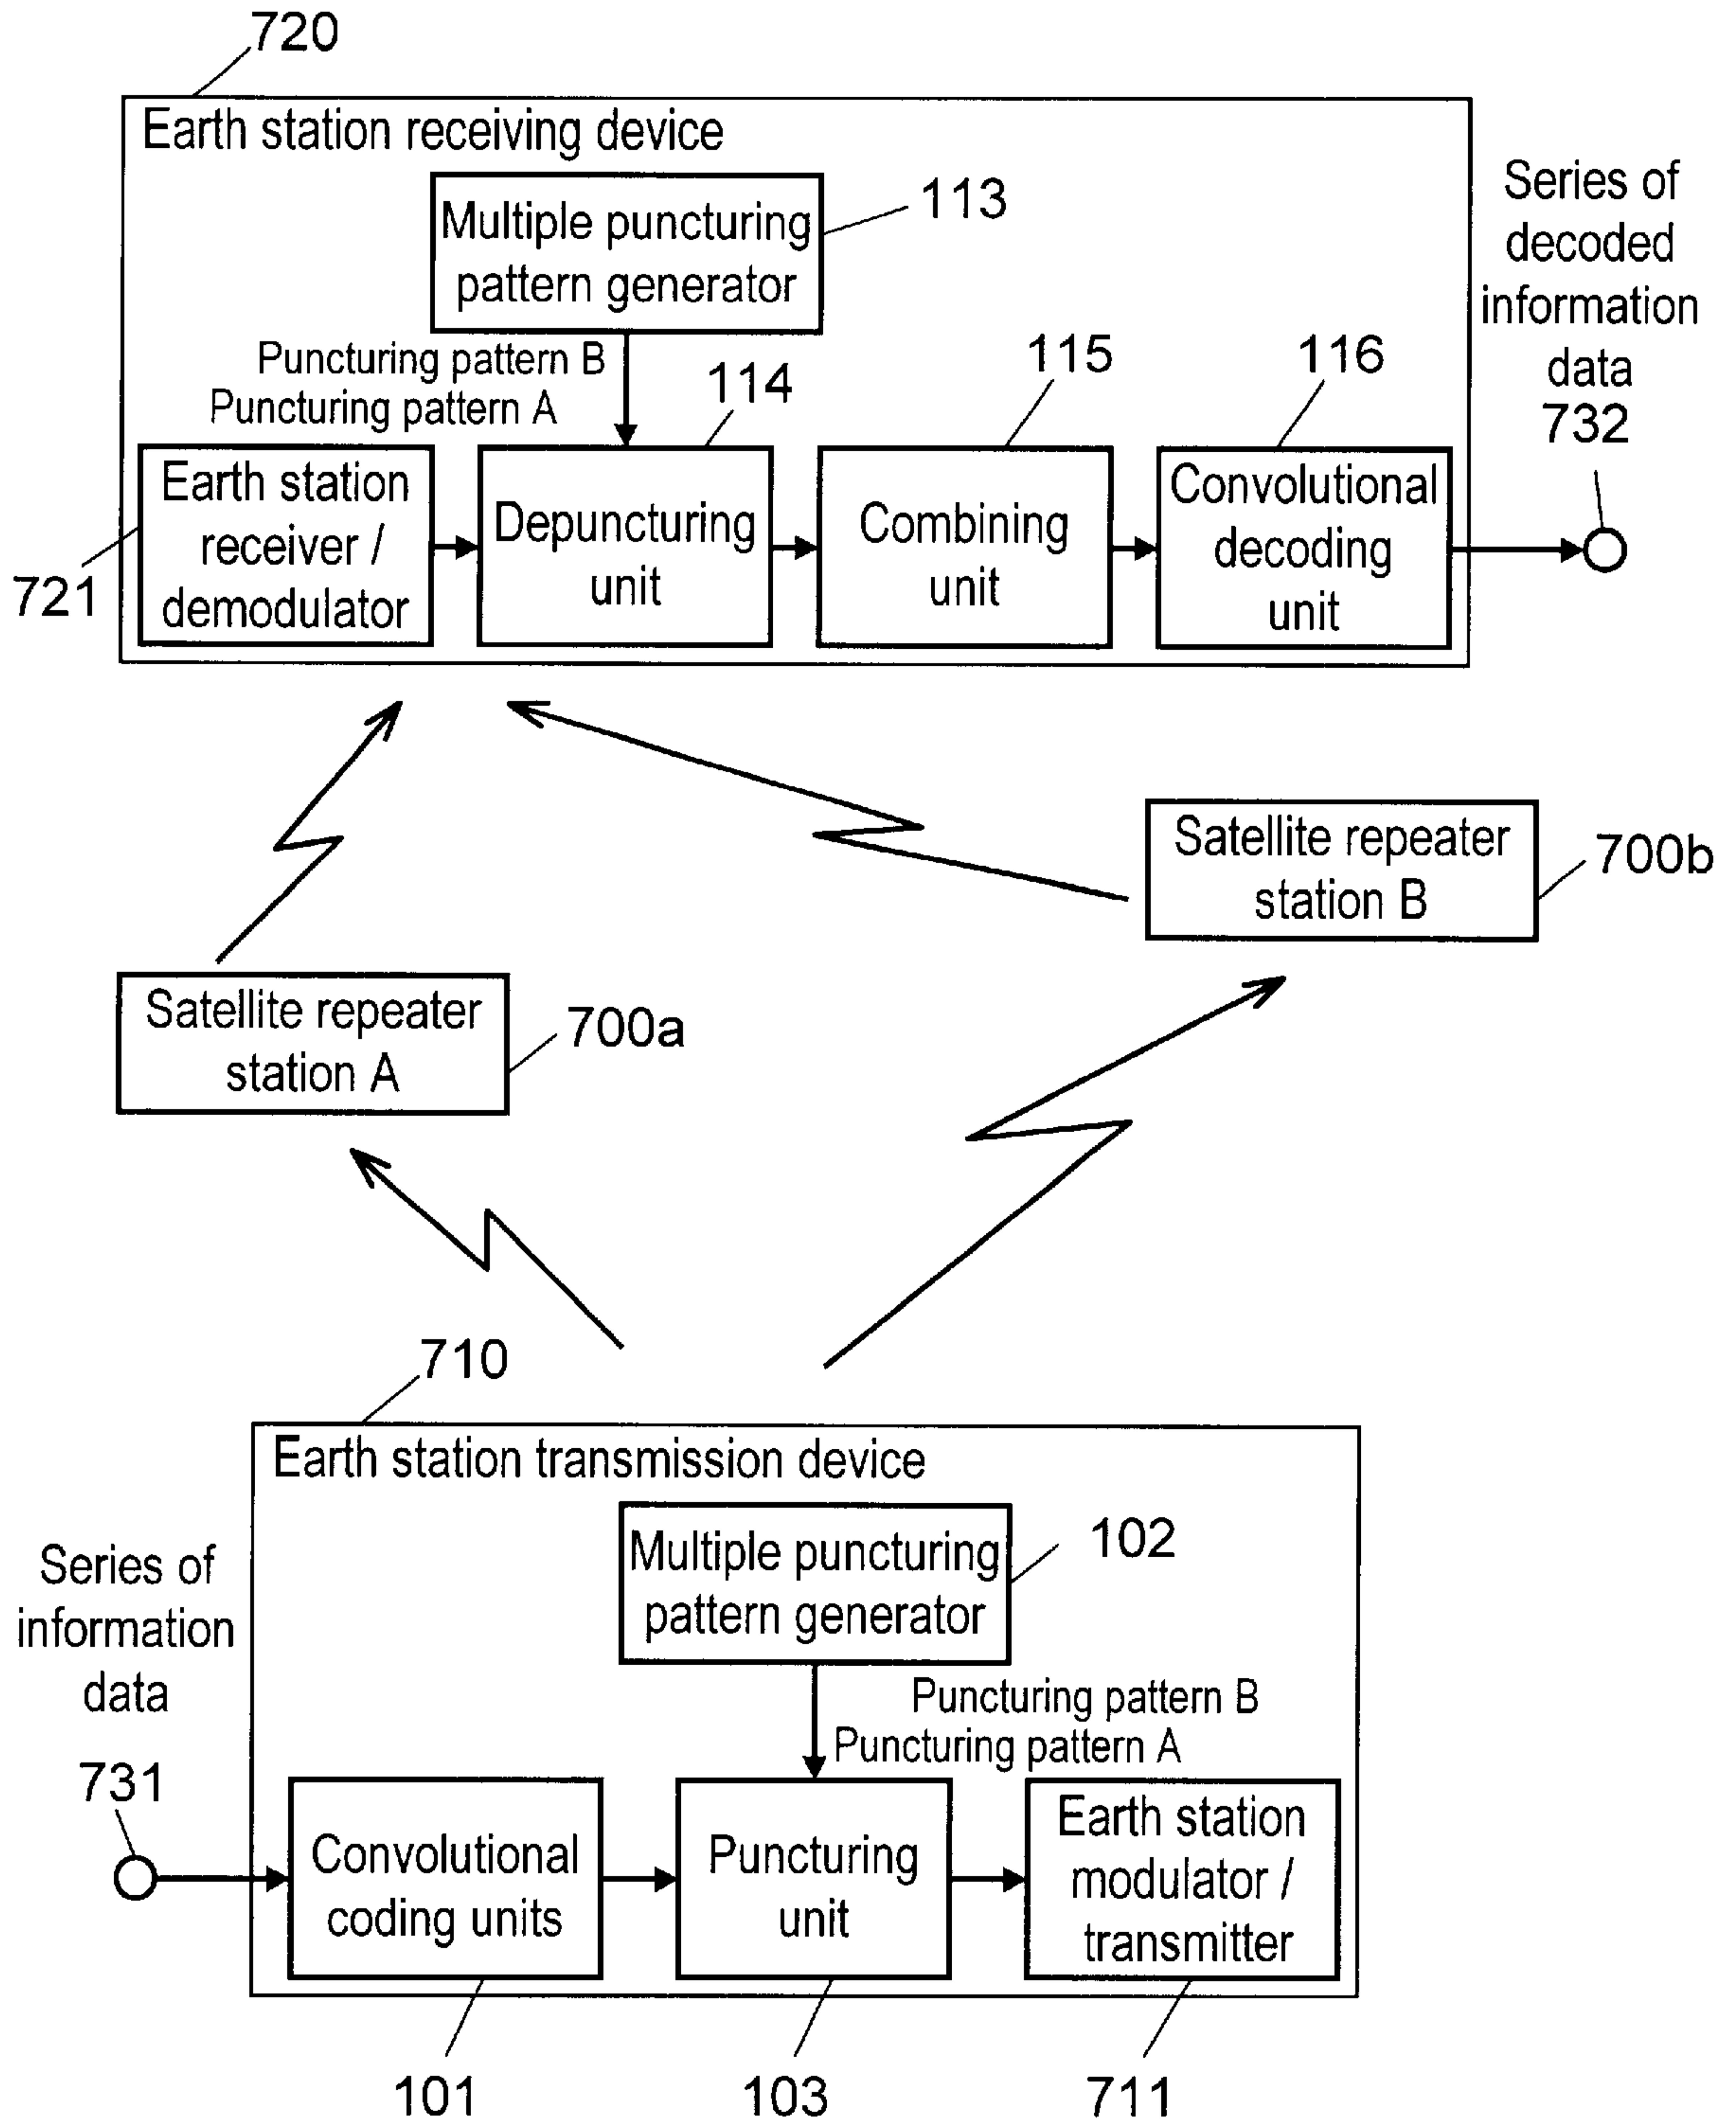 720
Earth station receiving device
Multiple puncturing
pattern generator
113
Series of
decoded
information
data
732
Puncturing pattern B
Puncturing pattern A
114
115
116
Earth station
receiver /
demodulator
721
Depuncturing
unit
Combining
unit
Convolutional
decoding
unit
Satellite repeater
station B
700b
Satellite repeater
station A
700a
710
Earth station transmission device
Multiple puncturing
pattern generator
102
Series of
information
data
731
Puncturing pattern B
Puncturing pattern A
Convolutional
coding units
Puncturing
unit
Earth station
modulator /
transmitter
101
103
711